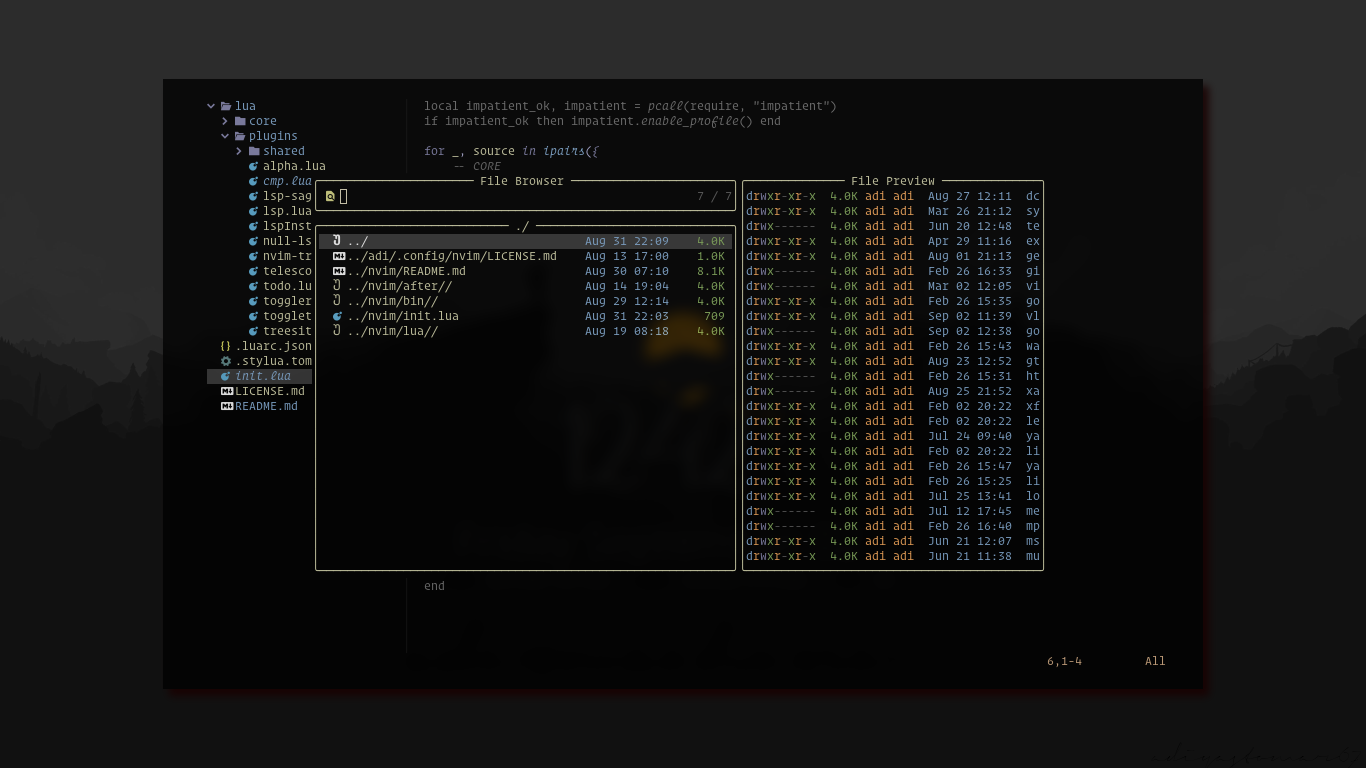 lua
core
plugins
shared
alpha.lua
cmp.lua
lsp-sag
lsp.lua
lspInst
null-ls
nvim-tr
telesco
todo.lu
toggler
togglet
treesit
{} .luarc.json
.stylua.tom
init.lua
LICENSE.md
README.md
local impatient_ok, impatient = pcall(require, "impatient")
if impatient_ok then impatient.enable_profile() end
for _, source in ipairs({
-- CORE
File Browser
7 / 7
./
../ Aug 31 22:09 4.0K
../adi/.config/nvim/LICENSE.md Aug 13 17:00 1.0K
../nvim/README.md Aug 30 07:10 8.1K
../nvim/after// Aug 14 19:04 4.0K
../nvim/bin// Aug 29 12:14 4.0K
../nvim/init.lua Aug 31 22:03 709
../nvim/lua// Aug 19 08:18 4.0K
File Preview
drwxr-xr-x 4.0K adi adi Aug 27 12:11 dc
drwxr-xr-x 4.0K adi adi Mar 26 21:12 sy
drwx------ 4.0K adi adi Jun 20 12:48 te
drwxr-xr-x 4.0K adi adi Apr 29 11:16 ex
drwxr-xr-x 4.0K adi adi Aug 01 21:13 ge
drwx------ 4.0K adi adi Feb 26 16:33 gi
drwx------ 4.0K adi adi Mar 02 12:05 vi
drwxr-xr-x 4.0K adi adi Feb 26 15:35 go
drwxr-xr-x 4.0K adi adi Sep 02 11:39 vl
drwx------ 4.0K adi adi Sep 02 12:38 go
drwxr-xr-x 4.0K adi adi Feb 26 15:43 wa
drwxr-xr-x 4.0K adi adi Aug 23 12:52 gt
drwx------ 4.0K adi adi Feb 26 15:31 ht
drwx------ 4.0K adi adi Aug 25 21:52 xa
drwxr-xr-x 4.0K adi adi Feb 02 20:22 xf
drwxr-xr-x 4.0K adi adi Feb 02 20:22 le
drwxr-xr-x 4.0K adi adi Jul 24 09:40 ya
drwxr-xr-x 4.0K adi adi Feb 02 20:22 li
drwxr-xr-x 4.0K adi adi Feb 26 15:47 ya
drwxr-xr-x 4.0K adi adi Feb 26 15:25 li
drwxr-xr-x 4.0K adi adi Jul 25 13:41 lo
drwx------ 4.0K adi adi Jul 12 17:45 me
drwx------ 4.0K adi adi Feb 26 16:40 mp
drwxr-xr-x 4.0K adi adi Jun 21 12:07 ms
drwxr-xr-x 4.0K adi adi Jun 21 11:38 mu
end
6,1-4 All